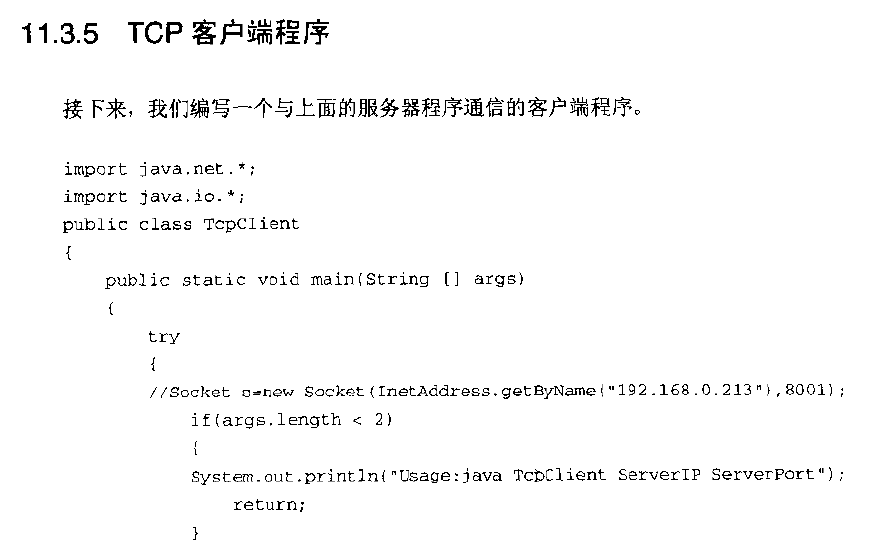 11.3.5 TCP 客户端程序
接下来，我们编写一个与上面的服务器程序通信的客户端程序。
import java.net.*;
import java.io.*;
public class TcpClient
{
public static void main(String [] args)
{
try
{
//Socket s=new Socket(InetAddress.getByName("192.168.0.213"),8001);
if(args.length < 2)
{
System.out.println("Usage:java TcpClient ServerIP ServerPort");
return;
}